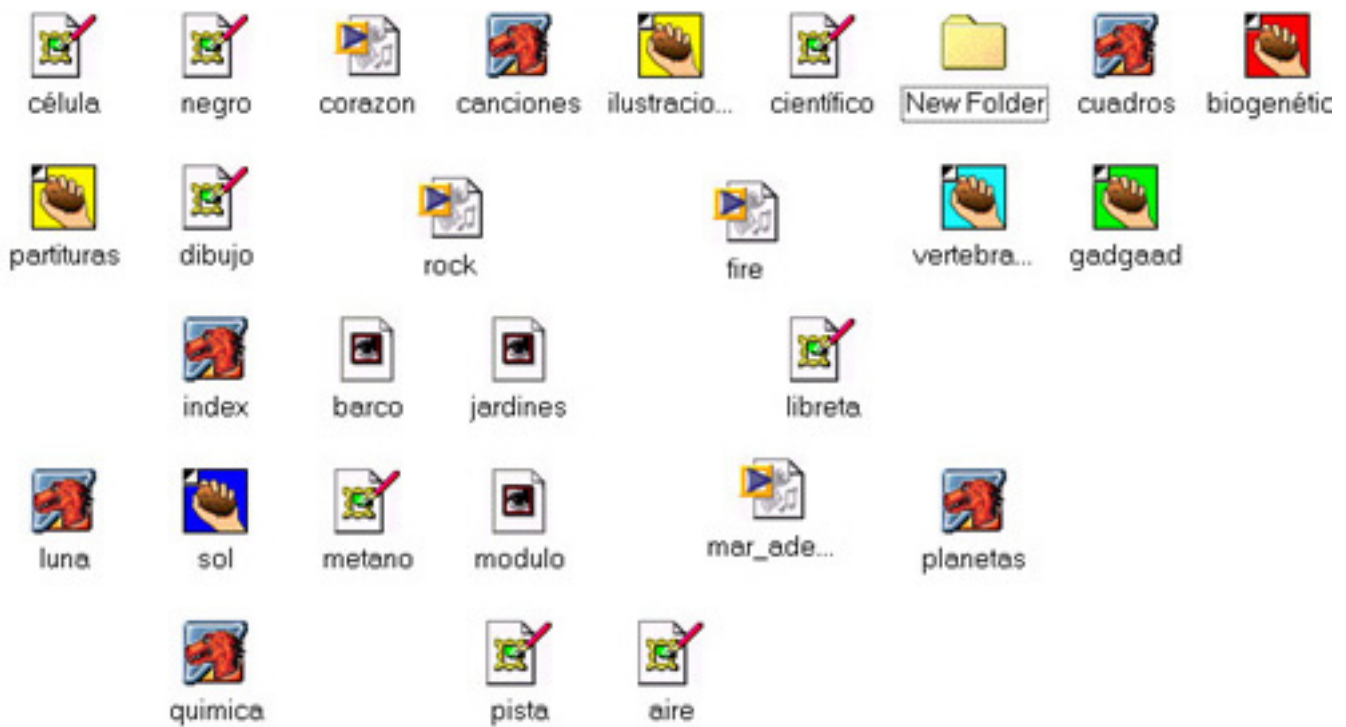 célula negro corazon canciones ilustracio... científico New Folder cuadros biogenétic
partituras dibujo rock fire vertebra... gadgaad
index barco jardines libreta
luna sol metano modulo mar_ade... planetas
quimica pista aire